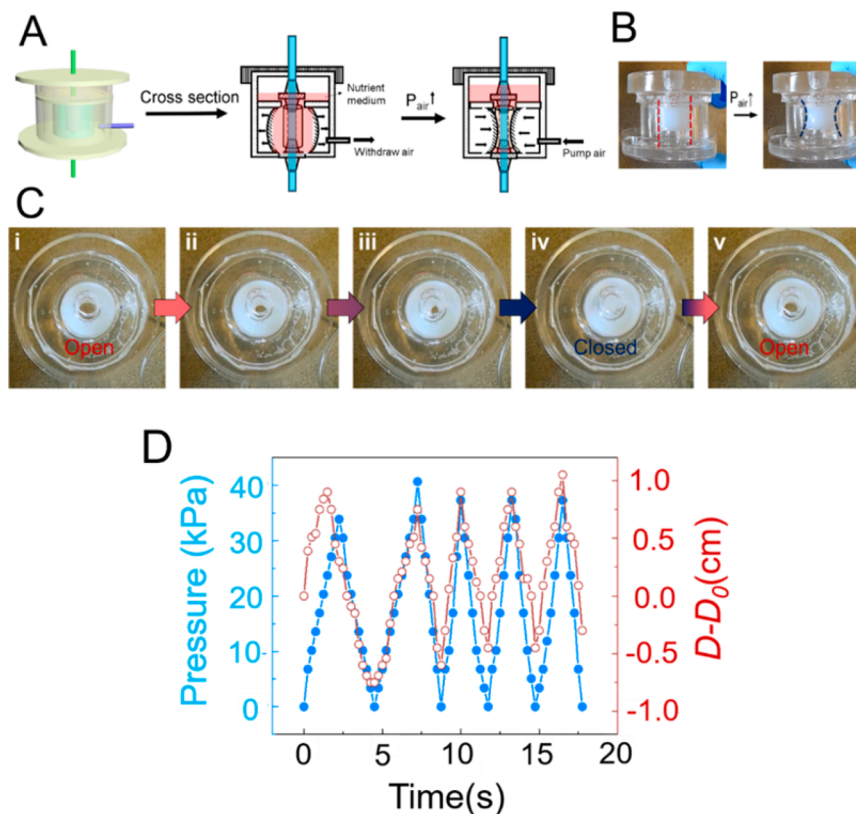 A
Cross section
Nutrient
medium
Withdraw air
P air ↑
Pump air
B
P air ↑
C
i
Open
ii
iii
iv
Closed
v
Open
D
Pressure (kPa)
40
30
20
10
0
D-D0(cm)
1.0
0.5
0.0
-0.5
-1.0
0 5 10 15 20
Time(s)